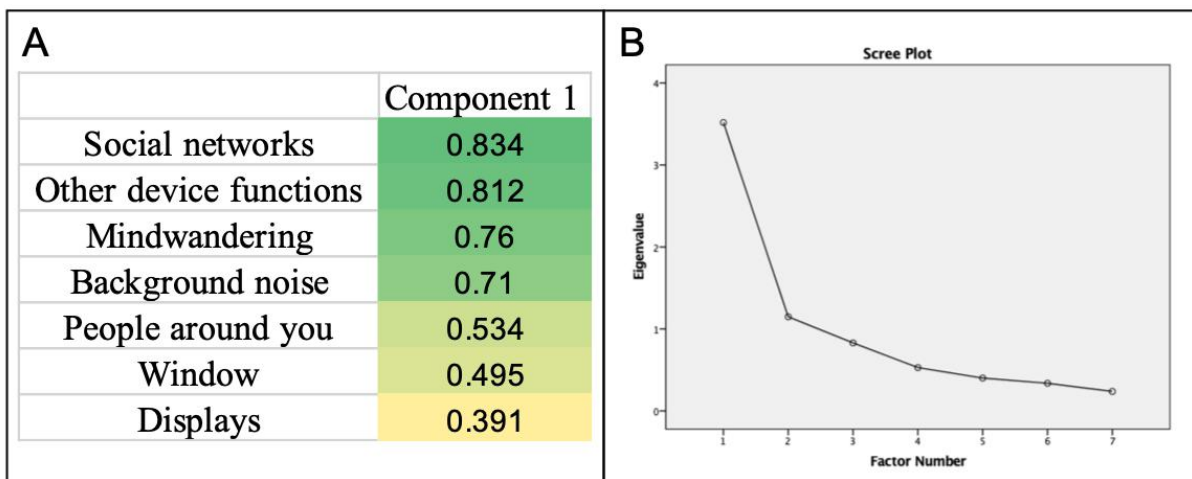 A
Component 1
Social networks 0.834
Other device functions 0.812
Mindwandering 0.76
Background noise 0.71
People around you 0.534
Window 0.495
Displays 0.391
B
Scree Plot
Eigenvalue
4
3
2
1
0
1 2 3 4 5 6 7
Factor Number